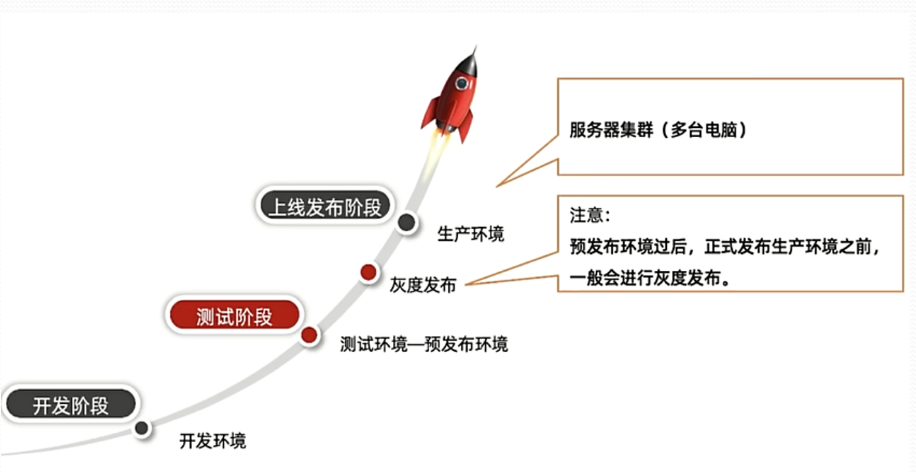 服务器集群（多台电脑）
上线发布阶段
生产环境
注意：
预发布环境过后，正式发布生产环境之前，
一般会进行灰度发布。
灰度发布
测试阶段
测试环境—预发布环境
开发阶段
开发环境